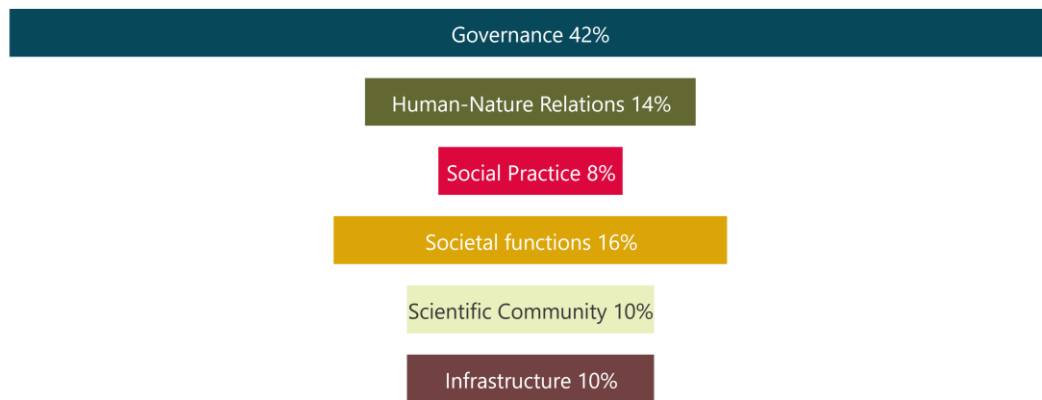 Governance 42%
Human-Nature Relations 14%
Social Practice 8%
Societal functions 16%
Scientific Community 10%
Infrastructure 10%